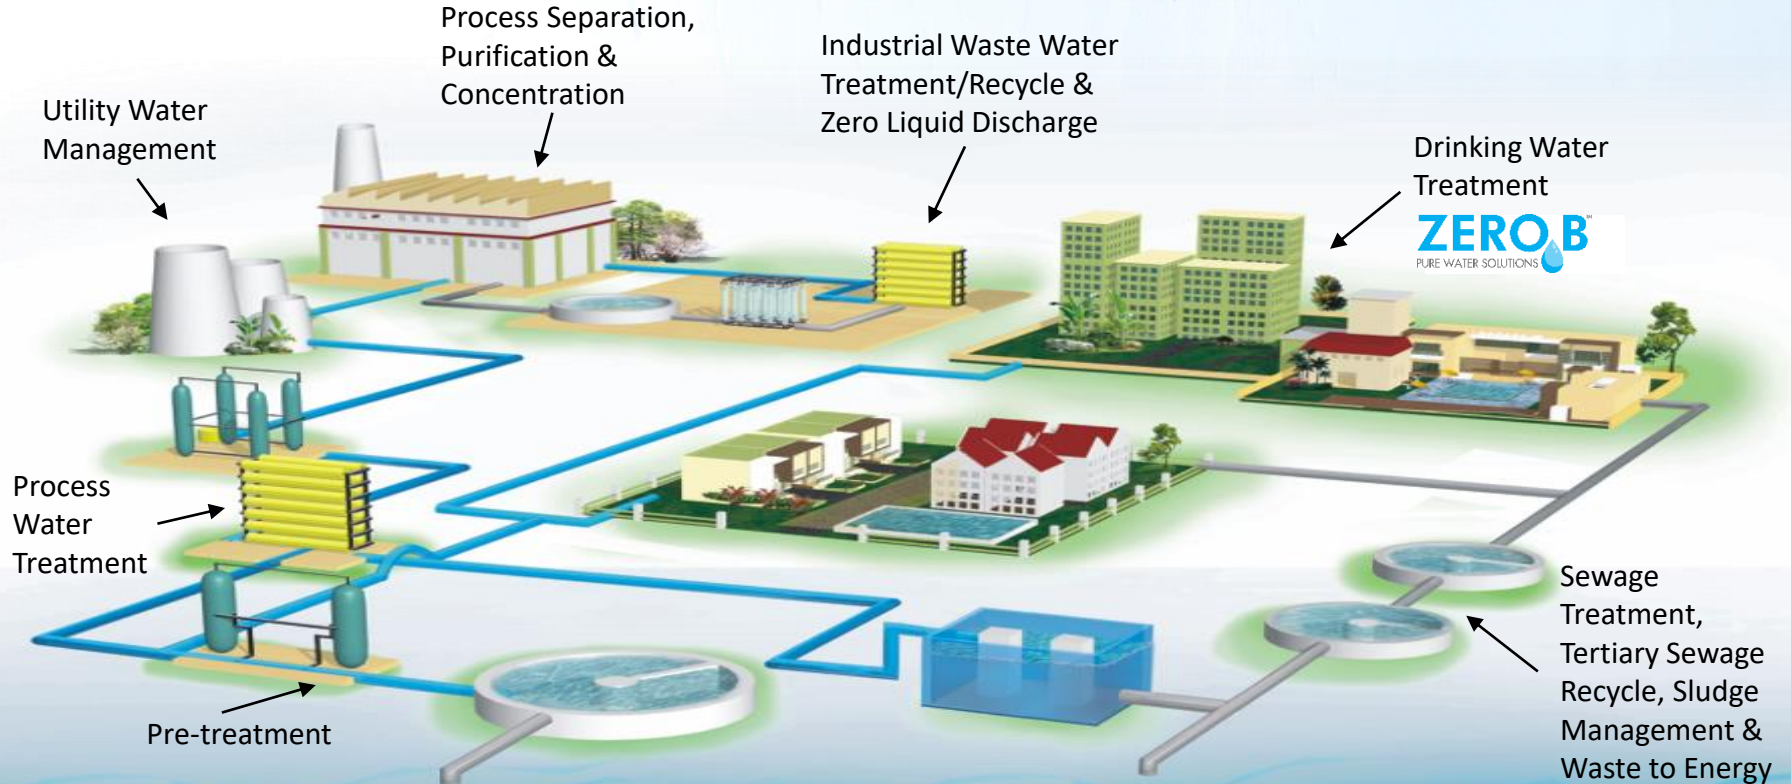 Process Separation,
Purification &
Concentration
Industrial Waste Water
Treatment/Recycle &
Zero Liquid Discharge
Utility Water
Management
Drinking Water
Treatment
ZERO B
PURE WATER SOLUTIONS
Process
Water
Treatment
Pre-treatment
Sewage
Treatment,
Tertiary Sewage
Recycle, Sludge
Management &
Waste to Energy